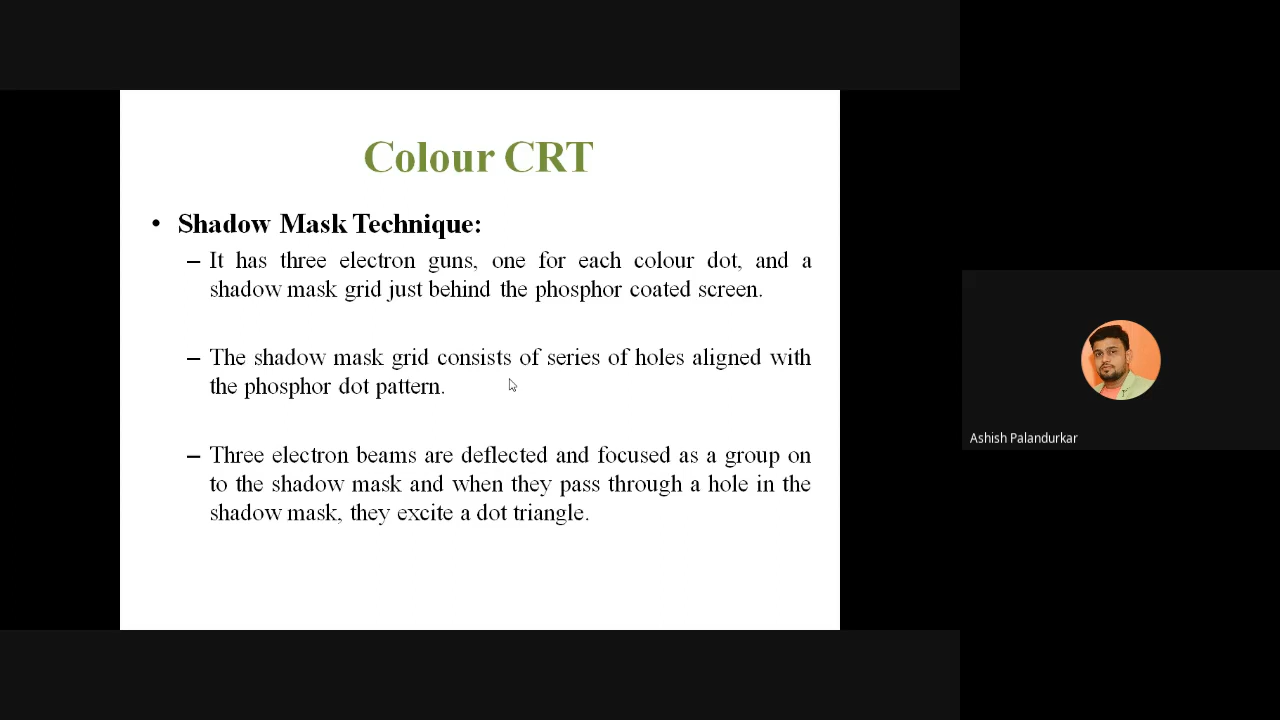 Colour CRT
• Shadow Mask Technique:
– It has three electron guns, one for each colour dot, and a
shadow mask grid just behind the phosphor coated screen.
– The shadow mask grid consists of series of holes aligned with
the phosphor dot pattern.
– Three electron beams are deflected and focused as a group on
to the shadow mask and when they pass through a hole in the
shadow mask, they excite a dot triangle.
Ashish Palandurkar